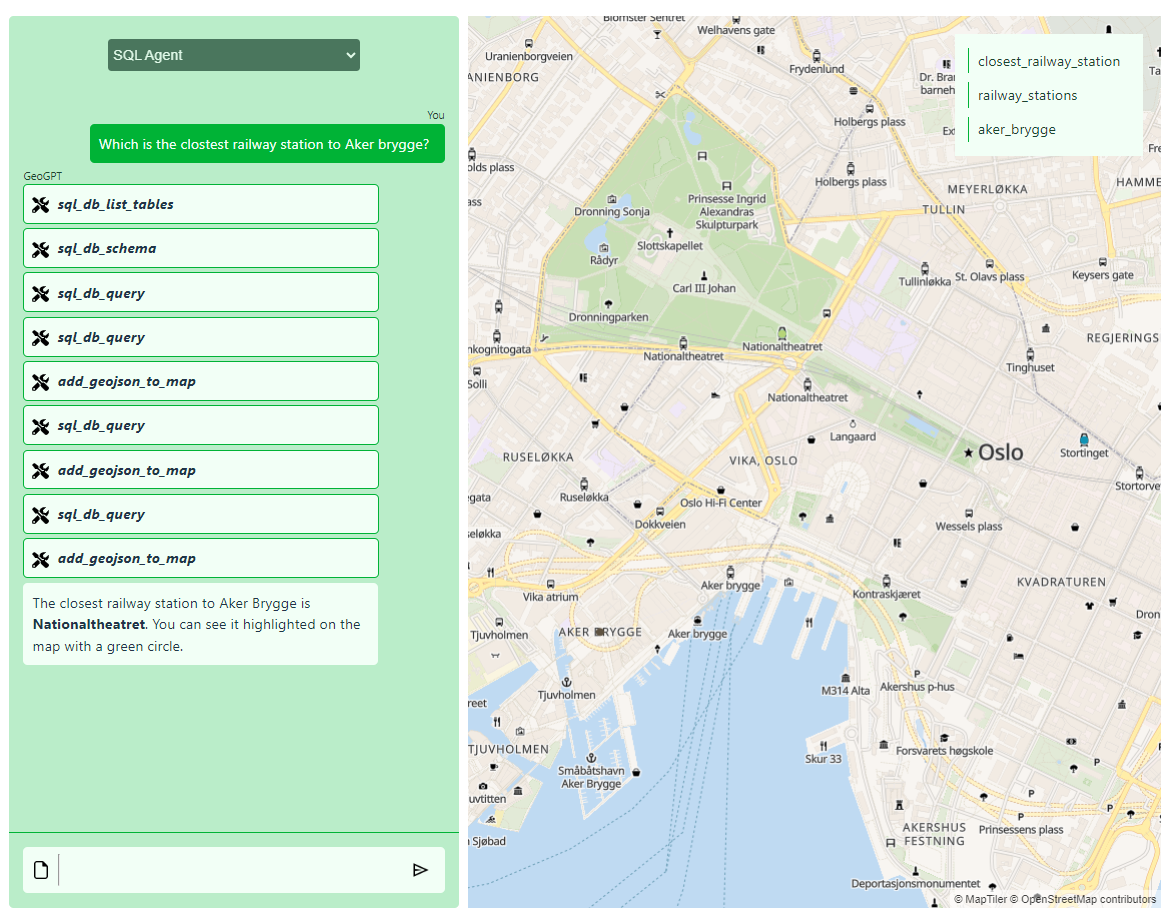 SQL Agent
You
Which is the clostest railway station to Aker brygge?
GeoGPT
sql_db_list_tables
sql_db_schema
sql_db_query
sql_db_query
add_geojson_to_map
sql_db_query
add_geojson_to_map
sql_db_query
add_geojson_to_map
The closest railway station to Aker Brygge is
Nationaltheatret. You can see it highlighted on the
map with a green circle.
closest_railway_station
railway_stations
aker_brygge
Blomster Sentret
Welhavens gate
Uranienborgveien
ANIENBORG
Frydenlund
Dr. Bran
barneh
Holbergs plass
olds plass
Holbergs plass
HAMME
MEYERLØKKA
TULLIN
Prinsesse Ingrid
Alexandras
Skulpturpark
Dronning Sonja
Slottskapellet
Rådyr
Carl III Johan
Tullinløkka
St. Olavs plass
Keysers gate
Dronningparken
nkognitogata
Nationaltheatret
Nationaltheatret
REGJERINGS
Tinghuset
Solli
Nationaltheatret
Langaard
Oslo
Stortinget
RUSELØKKA
VIKA, OSLO
Stortorve
egata
Ruseløkka
Oslo Hi-Fi Center
Dokkveien
Wessels plass
seløkka
Aker brygge
Vika atrium
Kontraskjæret
KVADRATUREN
Dron
Tjuvholmen
AKER BRYGGE
Aker brygge
Tjuvholmen
M314 Alta
Akershus p-hus
reet
P
TJUVHOLMEN
Skur 33
Forsvarets høgskole
Småbåtshavn
Aker Brygge
P
uvtitten
P
P
P
n Sjøbad
AKERSHUS
FESTNING
Prinsessens plass
Deportasjonsmonumentet
© MapTiler © OpenStreetMap contributors